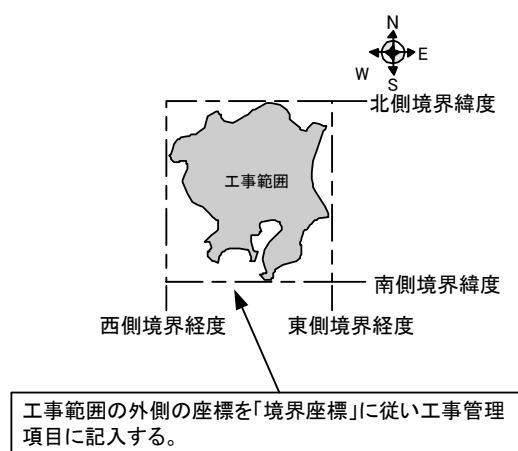 N
W
E
S
北側境界緯度
工事範囲
南側境界緯度
西側境界経度
東側境界経度
工事範囲の外側の座標を「境界座標」に従い工事管理
項目に記入する。